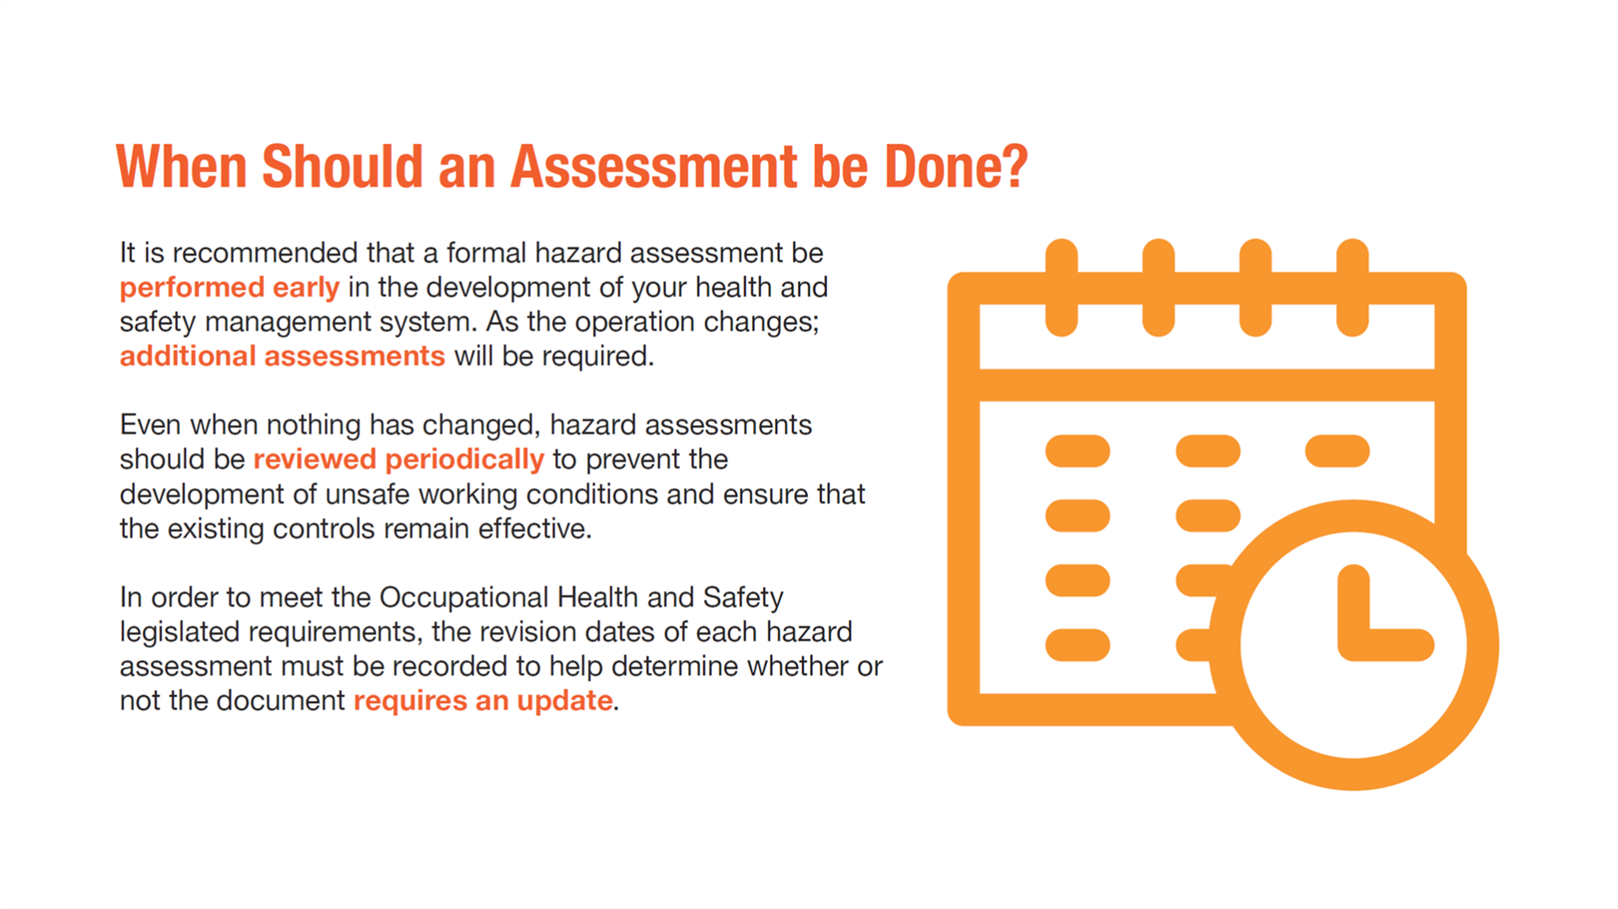 When Should an Assessment be Done?
It is recommended that a formal hazard assessment be
performed early in the development of your health and
safety management system. As the operation changes;
additional assessments will be required.
Even when nothing has changed, hazard assessments
should be reviewed periodically to prevent the
development of unsafe working conditions and ensure that
the existing controls remain effective.
In order to meet the Occupational Health and Safety
legislated requirements, the revision dates of each hazard
assessment must be recorded to help determine whether or
not the document requires an update.